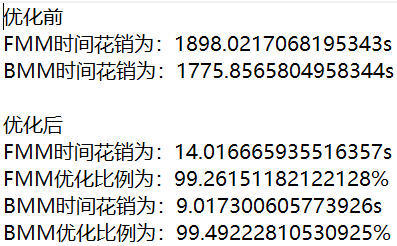 优化前
FMM时间花销为：1898.0217068195343s
BMM时间花销为：1775.8565804958344s
优化后
FMM时间花销为：14.016665935516357s
FMM优化比例为：99.26151182122128%
BMM时间花销为：9.017300605773926s
BMM优化比例为：99.49222810530925%